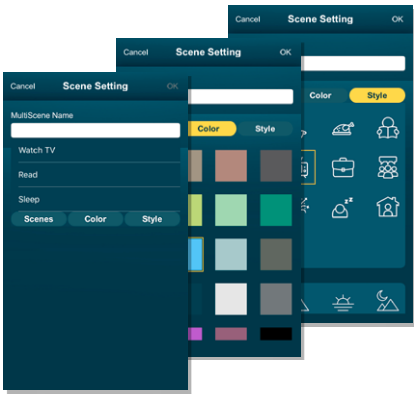 Cancel Scene Setting OK
Color Style
Cancel Scene Setting OK
Color Style
Cancel Scene Setting OK
MultiScene Name
Watch TV
Read
Sleep
Scenes Color Style